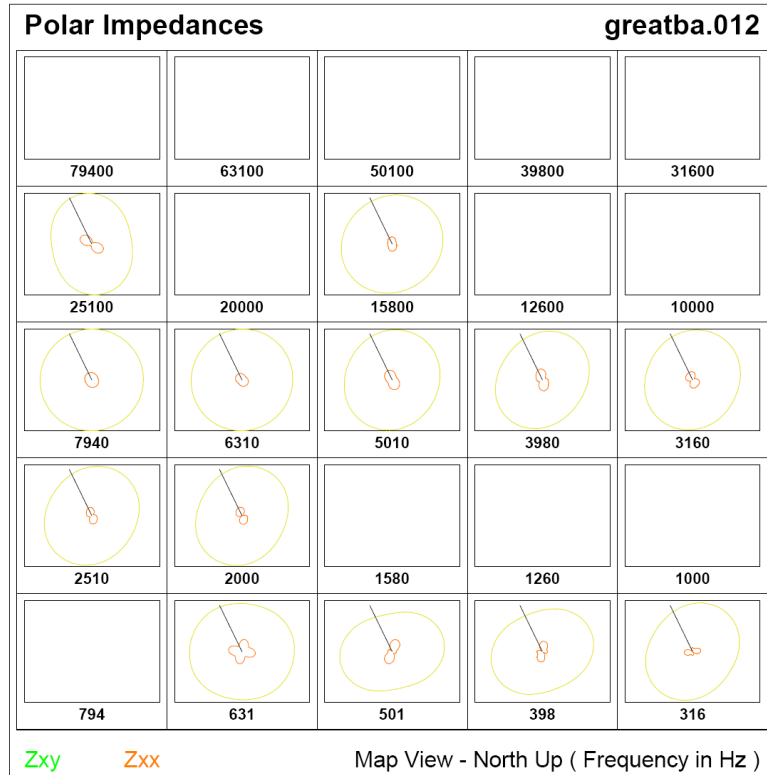 Polar Impedances greatba.012
79400 63100 50100 39800 31600
25100 20000 15800 12600 10000
7940 6310 5010 3980 3160
2510 2000 1580 1260 1000
794 631 501 398 316
Zxy Zxx Map View - North Up ( Frequency in Hz )